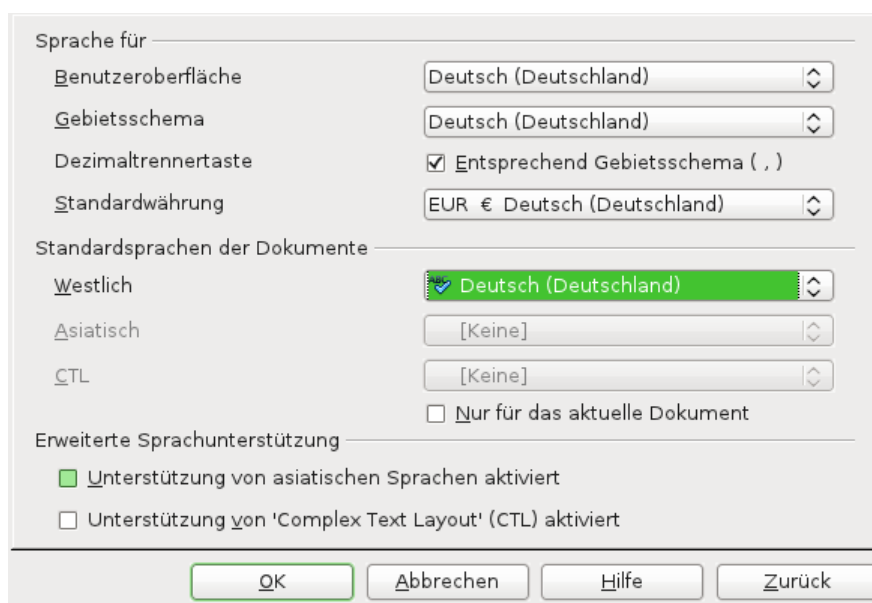 Sprache für
Benutzeroberfläche Deutsch (Deutschland)
Gebietsschema Deutsch (Deutschland)
Dezimaltrennertaste Entsprechend Gebietsschema ( , )
Standardwährung EUR € Deutsch (Deutschland)
Standardsprachen der Dokumente
Westlich ABC Deutsch (Deutschland)
Asiatisch [Keine]
CTL [Keine]
Nur für das aktuelle Dokument
Erweiterte Sprachunterstützung
Unterstützung von asiatischen Sprachen aktiviert
Unterstützung von 'Complex Text Layout' (CTL) aktiviert
OK Abbrechen Hilfe Zurück